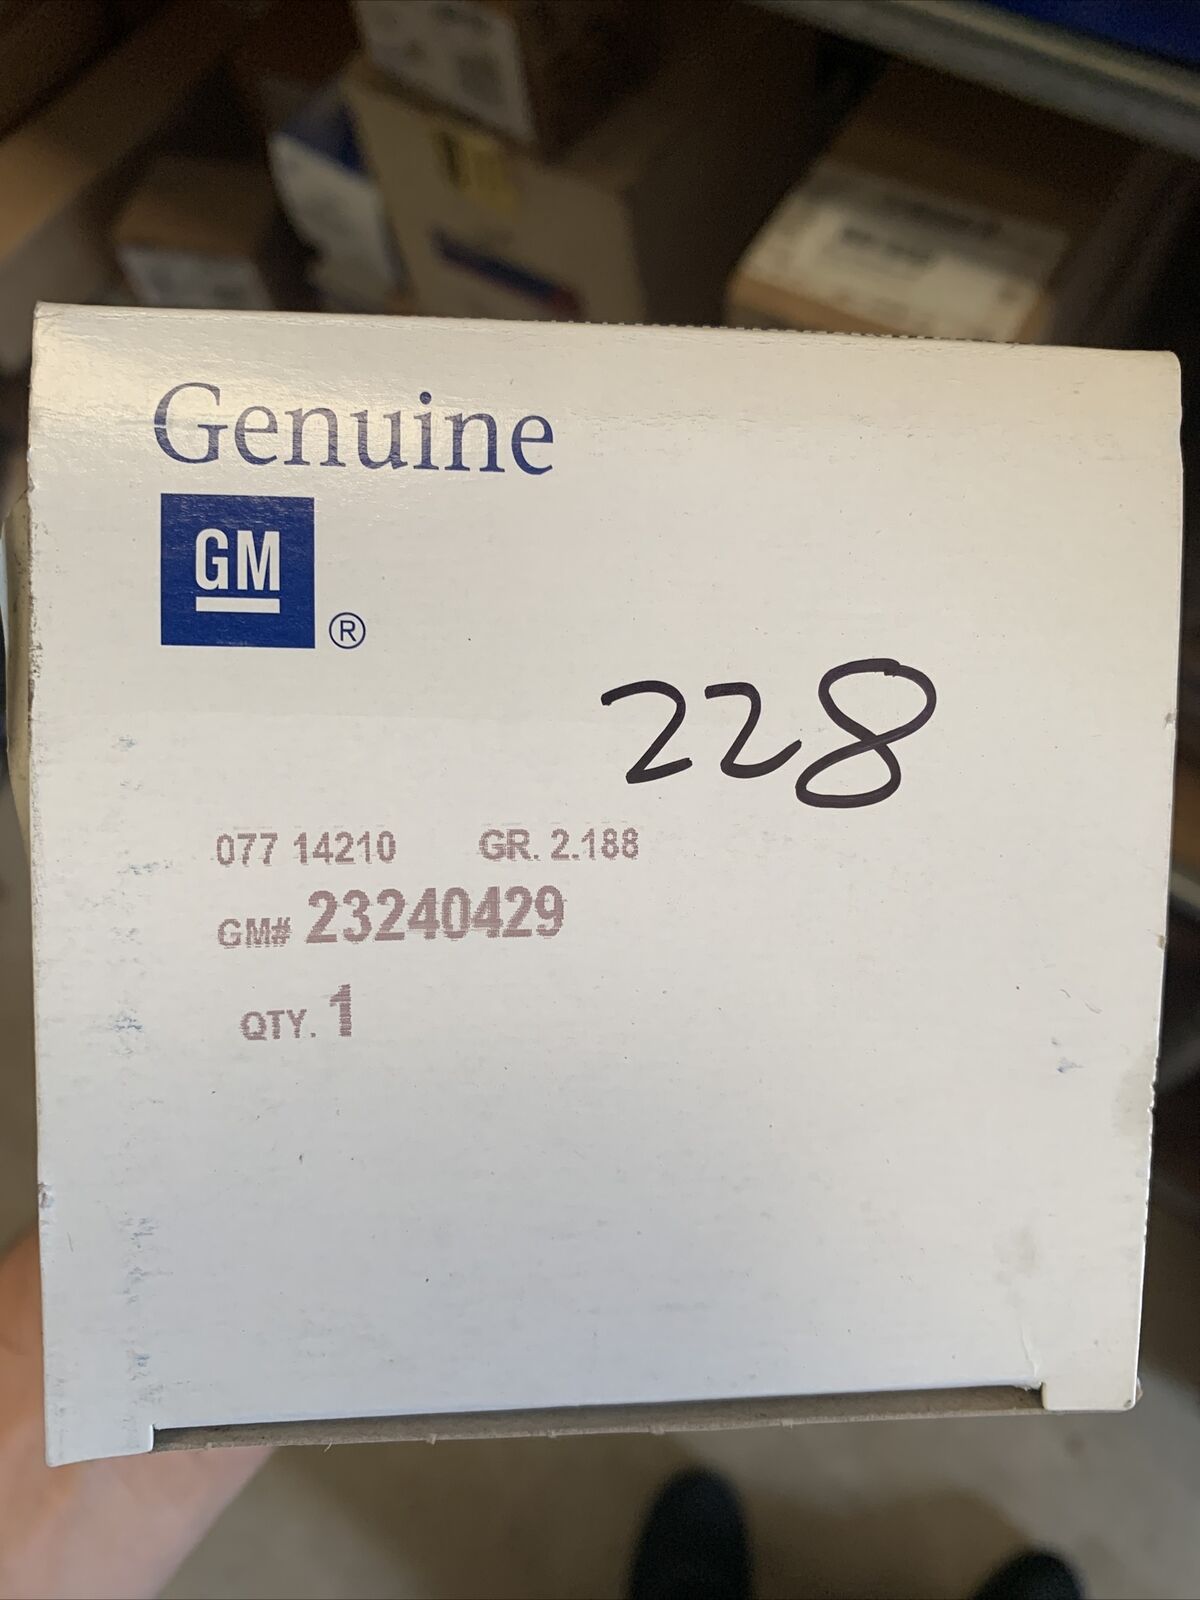 Genuine
GM ®
228
077 14210 GR. 2.188
GM# 23240429
QTY. 1